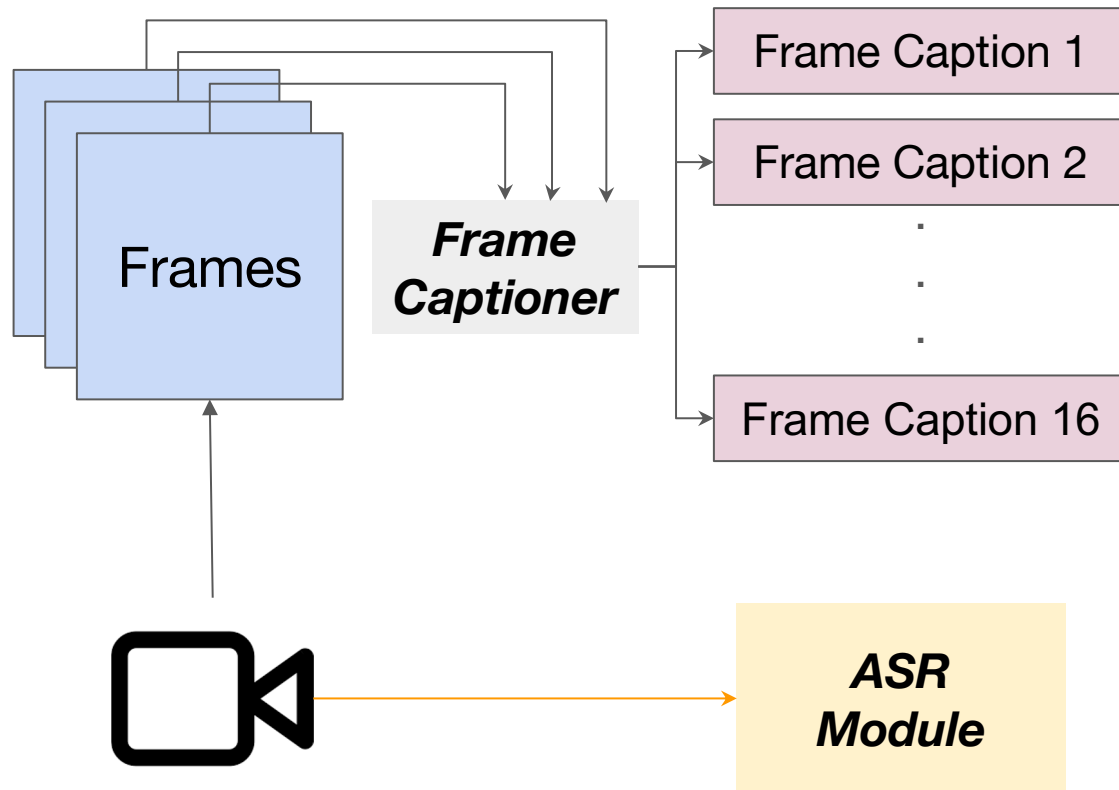 Frame Caption 1
Frame Caption 2
.
.
.
Frame Caption 16
Frames
Frame
Captioner
ASR
Module